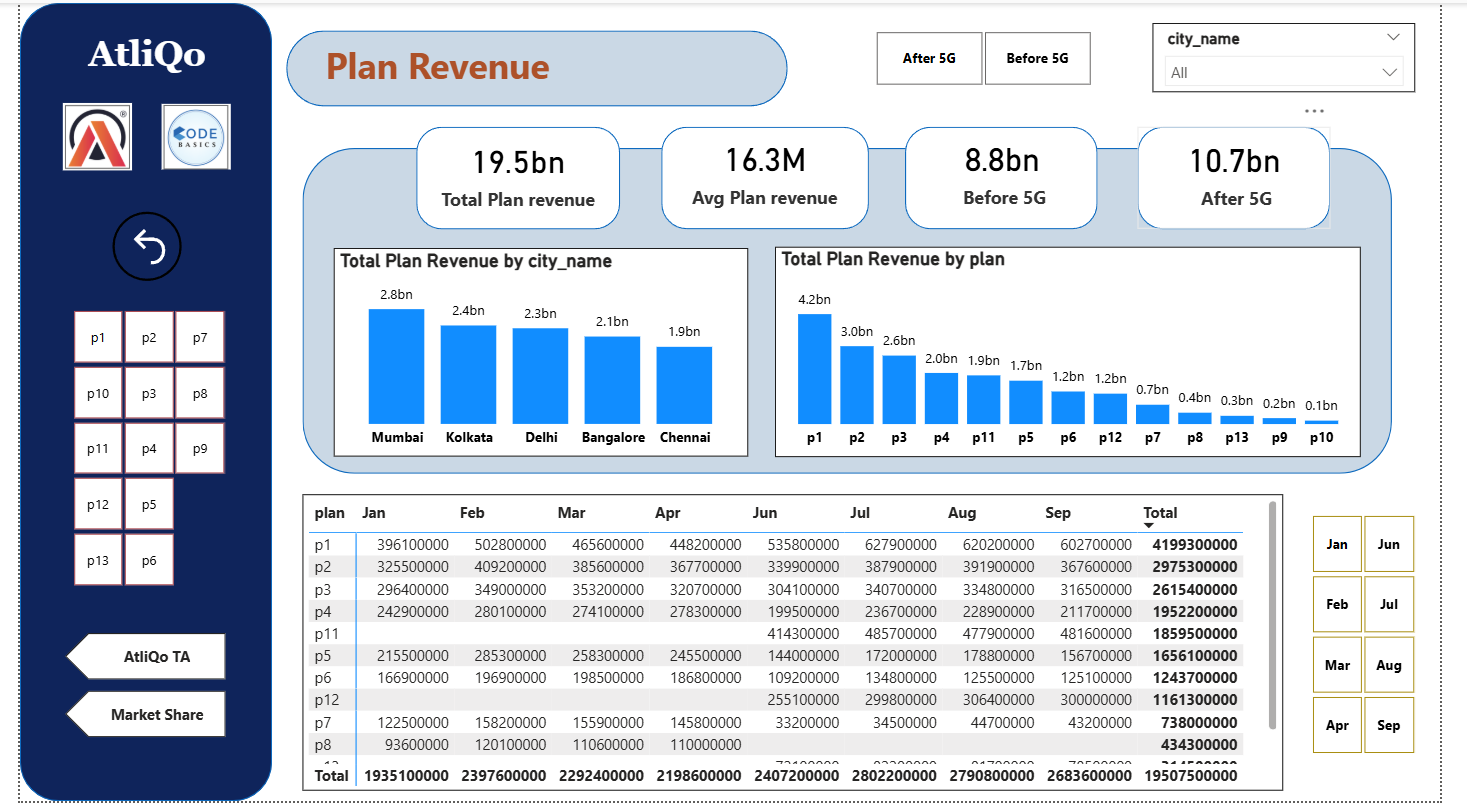 AtliQo
CODE
BASICS
p1 p2 p7
p10 p3 p8
p11 p4 p9
p12 p5
p13 p6
AtliQo TA
Market Share
Plan Revenue
After 5G
Before 5G
city_name
All
19.5bn
Total Plan revenue
16.3M
Avg Plan revenue
8.8bn
Before 5G
10.7bn
After 5G
Total Plan Revenue by city_name
2.8bn 2.4bn 2.3bn 2.1bn 1.9bn
Mumbai Kolkata Delhi Bangalore Chennai
Total Plan Revenue by plan
4.2bn 3.0bn 2.6bn 2.0bn 1.9bn 1.7bn 1.2bn 1.2bn 0.7bn 0.4bn 0.3bn 0.2bn 0.1bn
p1 p2 p3 p4 p11 p5 p6 p12 p7 p8 p13 p9 p10
plan Jan Feb Mar Apr Jun Jul Aug Sep Total
p1 396100000 502800000 465600000 448200000 535800000 627900000 620200000 602700000 4199300000
p2 325500000 409200000 385600000 367700000 339900000 387900000 391900000 367600000 2975300000
p3 296400000 349000000 353200000 320700000 304100000 340700000 334800000 316500000 2615400000
p4 242900000 280100000 274100000 278300000 199500000 236700000 228900000 211700000 1952200000
p11 414300000 485700000 477900000 481600000 1859500000
p5 215500000 285300000 258300000 245500000 144000000 172000000 178800000 156700000 1656100000
p6 166900000 196900000 198500000 186800000 109200000 134800000 125500000 125100000 1243700000
p12 255100000 299800000 306400000 300000000 1161300000
p7 122500000 158200000 155900000 145800000 33200000 34500000 44700000 43200000 738000000
p8 93600000 120100000 110600000 110000000 434300000
Total 1935100000 2397600000 2292400000 2198600000 2407200000 2802200000 2790800000 2683600000 19507500000
Jan Jun
Feb Jul
Mar Aug
Apr Sep